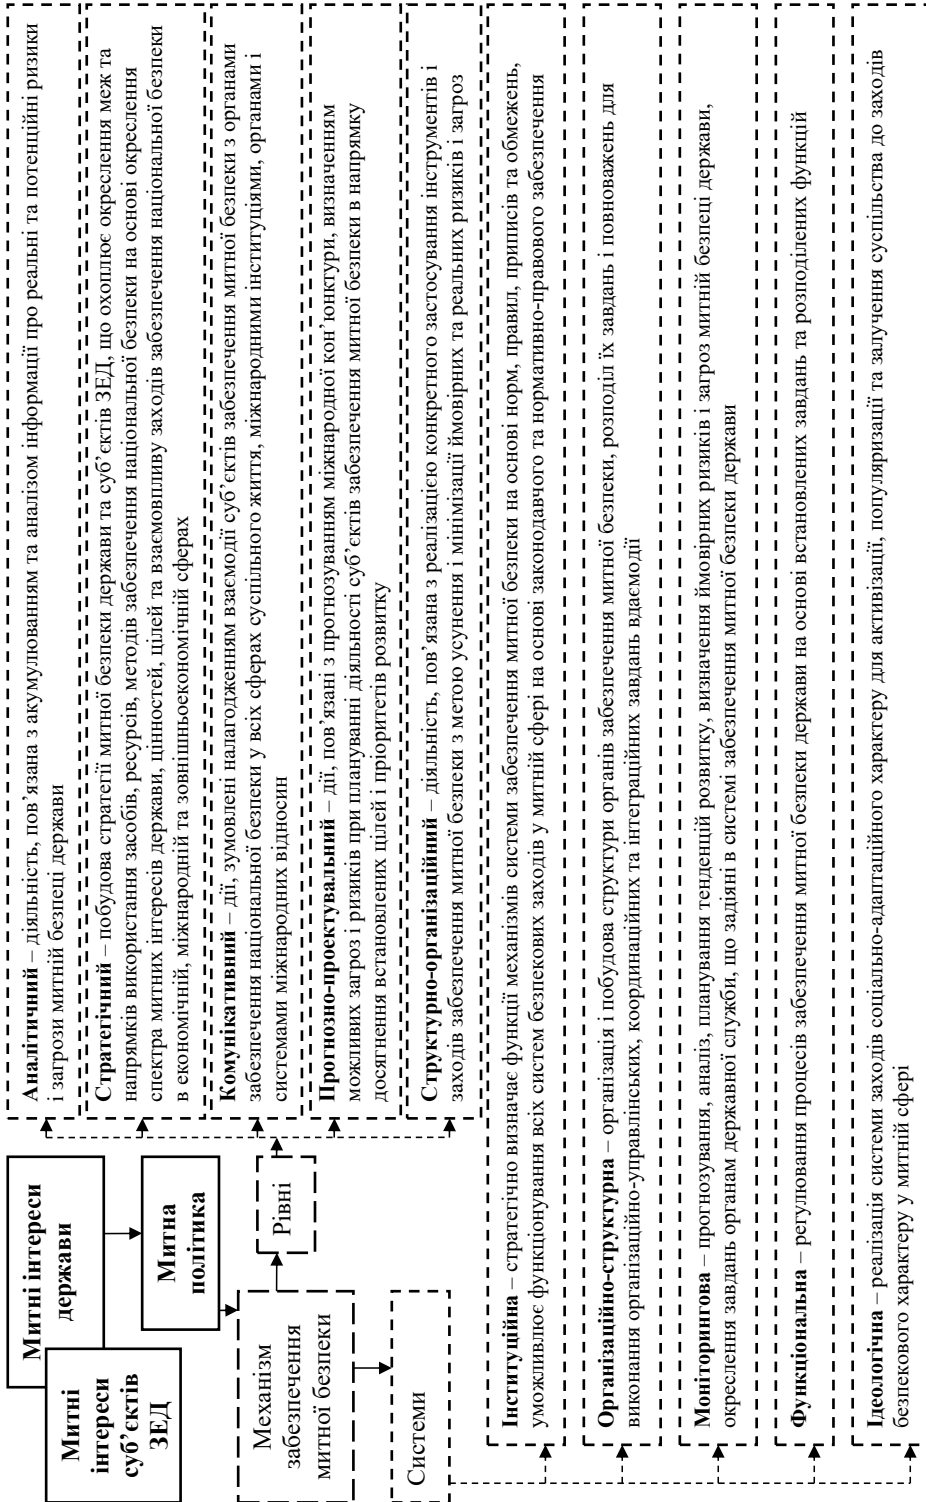 Митні інтереси
держави
Митні
інтереси
суб’єктів
ЗЕД
Митна
політика
Механізм
забезпечення
митної безпеки
Рівні
Системи
Аналітичний – діяльність, пов’язана з акумулюванням та аналізом інформації про реальні та потенційні ризики
і загрози митній безпеці держави
Стратегічний – побудова стратегії митної безпеки держави та суб’єктів ЗЕД, що охоплює окреслення меж та
напрямків використання засобів, ресурсів, методів забезпечення національної безпеки на основі окреслення
спектра митних інтересів держави, цінностей, цілей та взаємовпливу заходів забезпечення національної безпеки
в економічній, міжнародній та зовнішньоекономічній сферах
Комунікативний – дії, зумовлені налагодженням взаємодії суб’єктів забезпечення митної безпеки з органами
забезпечення національної безпеки у всіх сферах суспільного життя, міжнародними інституціями, органами і
системами міжнародних відносин
Прогнозно-проектувальний – дії, пов’язані з прогнозуванням міжнародної кон’юнктури, визначенням
можливих загроз і ризиків при плануванні діяльності суб’єктів забезпечення митної безпеки в напрямку
досягнення встановлених цілей і пріоритетів розвитку
Структурно-організаційний – діяльність, пов’язана з реалізацією конкретного застосування інструментів і
заходів забезпечення митної безпеки з метою усунення і мінімізації ймовірних та реальних ризиків і загроз
Інституційна – стратегічно визначає функції механізмів системи забезпечення митної безпеки на основі норм, правил, приписів та обмежень,
уможливлює функціонування всіх систем безпекових заходів у митній сфері на основі законодавчого та нормативно-правового забезпечення
Організаційно-структурна – організація і побудова структури органів забезпечення митної безпеки, розподіл їх завдань і повноважень для
виконання організаційно-управлінських, координаційних та інтеграційних завдань вдаємодії
Моніторингова – прогнозування, аналіз, планування тенденцій розвитку, визначення ймовірних ризиків і загроз митній безпеці держави,
окреслення завдань органам державної служби, що задіяні в системі забезпечення митної безпеки держави
Функціональна – регулювання процесів забезпечення митної безпеки держави на основі встановлених завдань та розподілених функцій
Ідеологічна – реалізація системи заходів соціально-адаптаційного характеру для активізації, популяризації та залучення суспільства до заходів
безпекового характеру у митній сфері